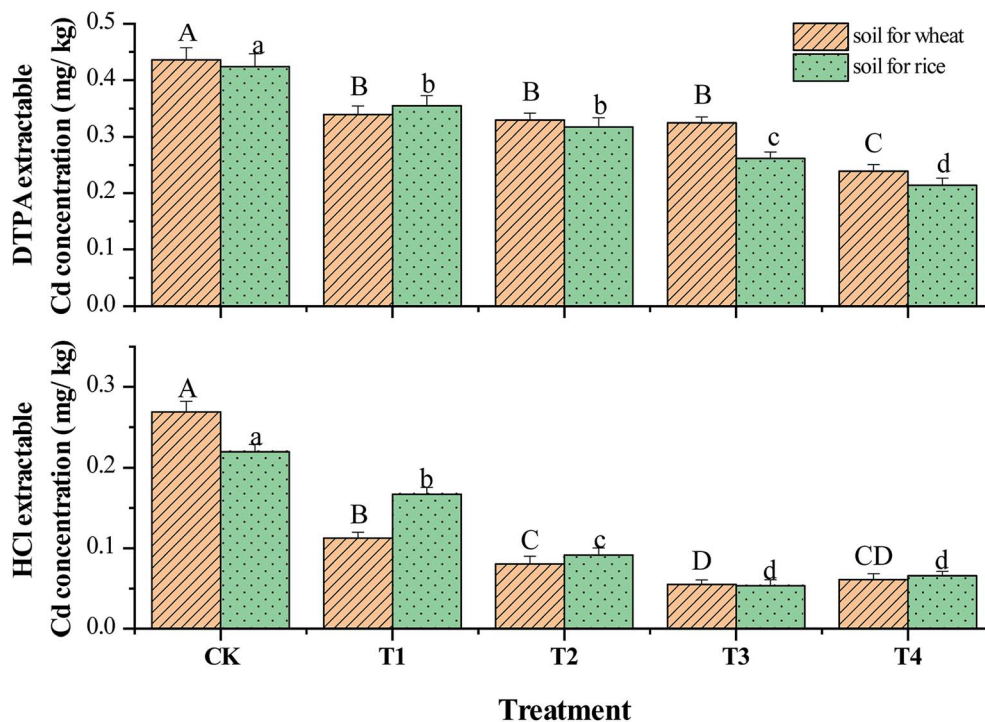 DTPA extractable
Cd concentration (mg/ kg)
0.5
0.4
0.3
0.2
0.1
0.0
A
a
B
b
B
b
B
c
C
d
soil for wheat
soil for rice
HCl extractable
Cd concentration (mg/ kg)
0.3
0.2
0.1
0.0
A
a
B
b
C
c
D
d
CD
d
CK T1 T2 T3 T4
Treatment